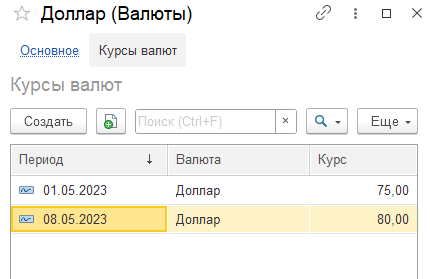 Доллар (Валюты)
Основное Курсы валют
Курсы валют
Создать Поиск (Ctrl+F) × Еще
Период ↓ Валюта Курс
01.05.2023 Доллар 75,00
08.05.2023 Доллар 80,00